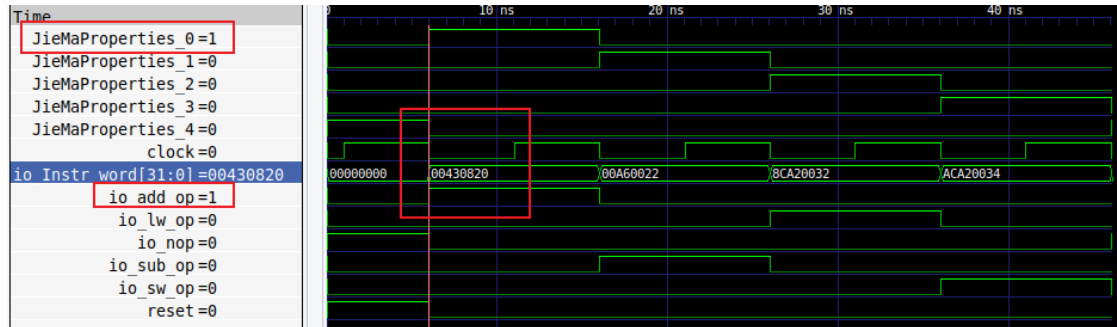 Time
10 ns 20 ns 30 ns 40 ns
JieMaProperties_0=1
JieMaProperties_1=0
JieMaProperties_2=0
JieMaProperties_3=0
JieMaProperties_4=0
clock=0
io_Instr_word[31:0]=00430820 00000000 00430820 00A60022 8CA20032 ACA20034
io_add_op=1
io_lw_op=0
io_nop=0
io_sub_op=0
io_sw_op=0
reset=0